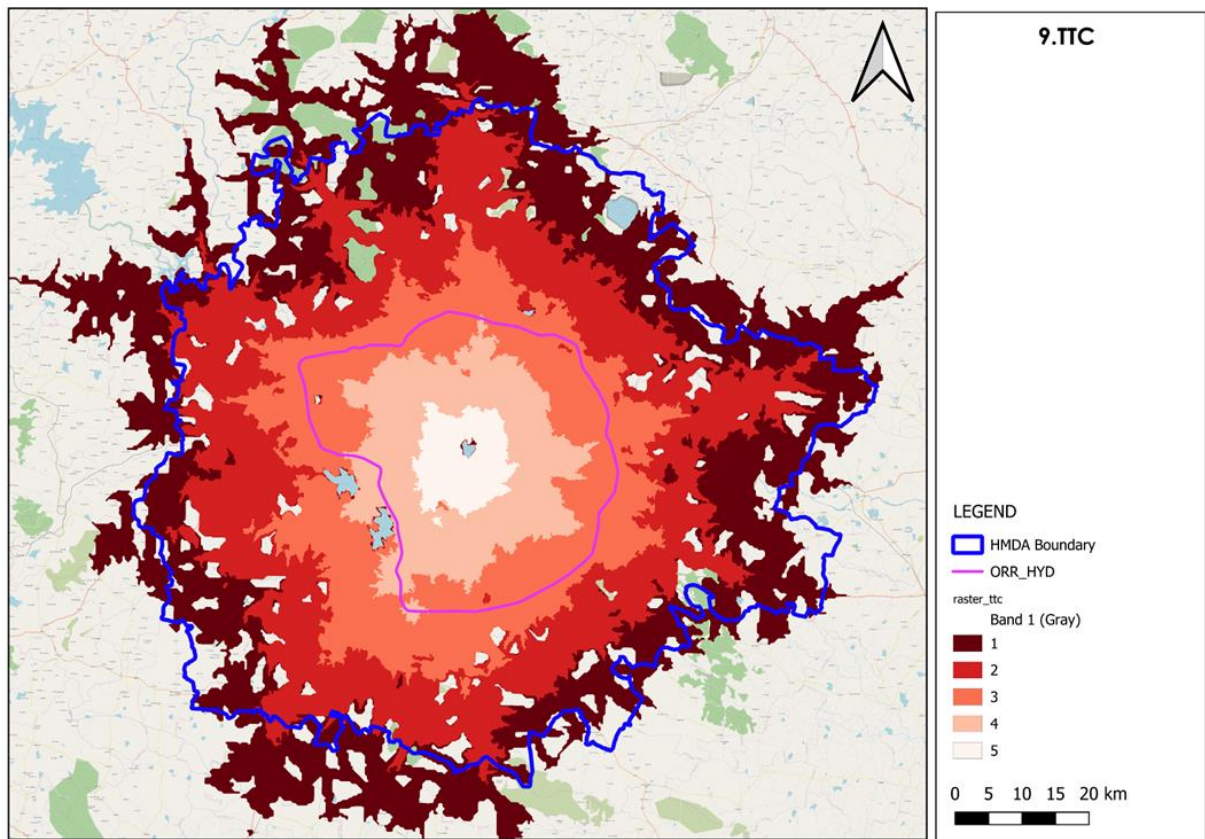 9.TTC
LEGEND
HMDA Boundary
ORR_HYD
raster_ttc
Band 1 (Gray)
1
2
3
4
5
0 5 10 15 20 km